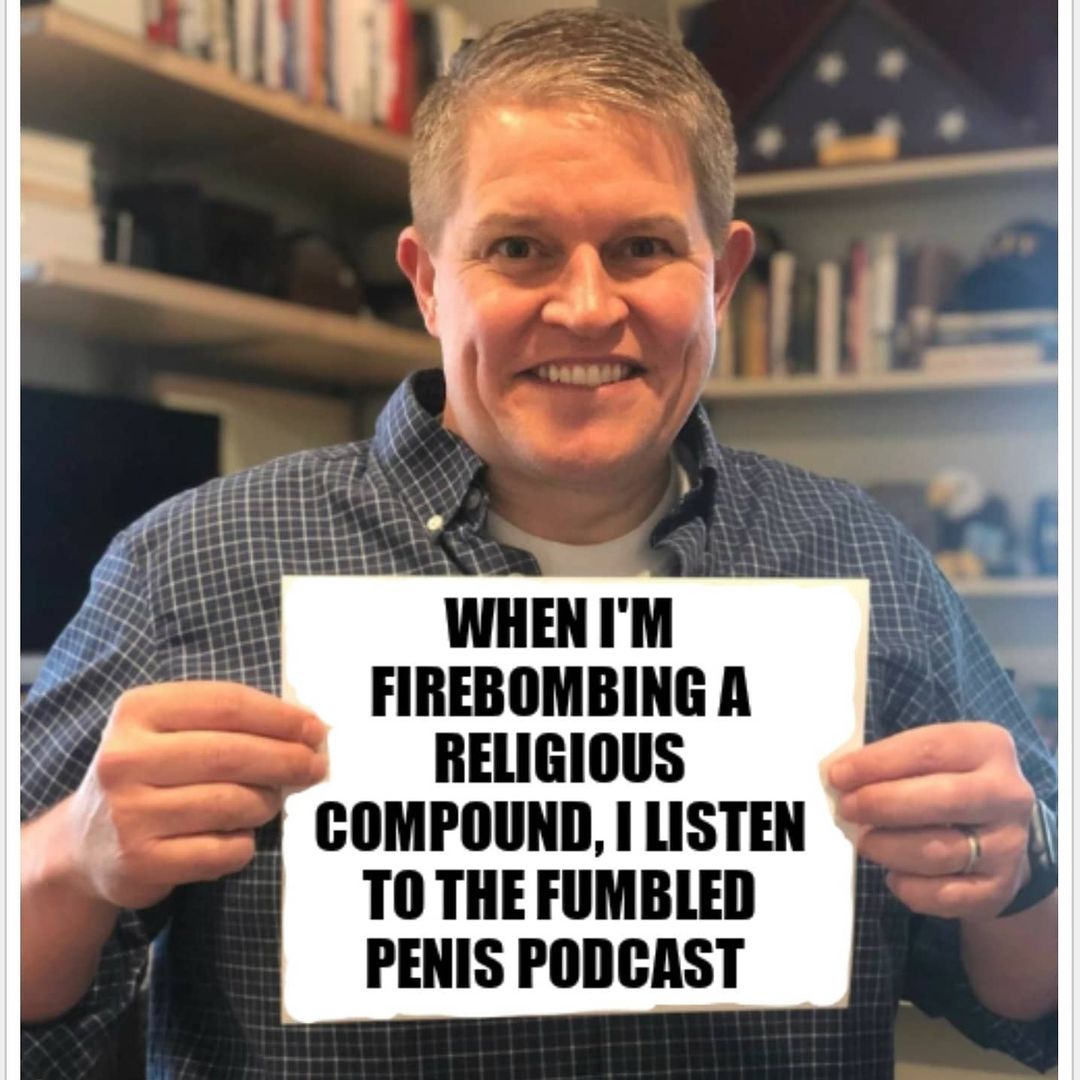 WHEN I'M
FIREBOMBING A
RELIGIOUS
COMPOUND, I LISTEN
TO THE FUMBLED
PENIS PODCAST